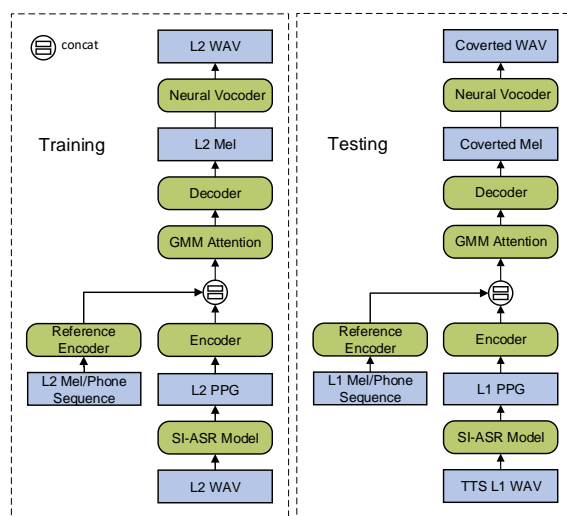 concat
L2 WAV
Neural Vocoder
Training
L2 Mel
Decoder
GMM Attention
Reference
Encoder
Encoder
L2 Mel/Phone
Sequence
L2 PPG
SI-ASR Model
L2 WAV
Coverted WAV
Neural Vocoder
Testing
Coverted Mel
Decoder
GMM Attention
Reference
Encoder
Encoder
L1 Mel/Phone
Sequence
L1 PPG
SI-ASR Model
TTS L1 WAV